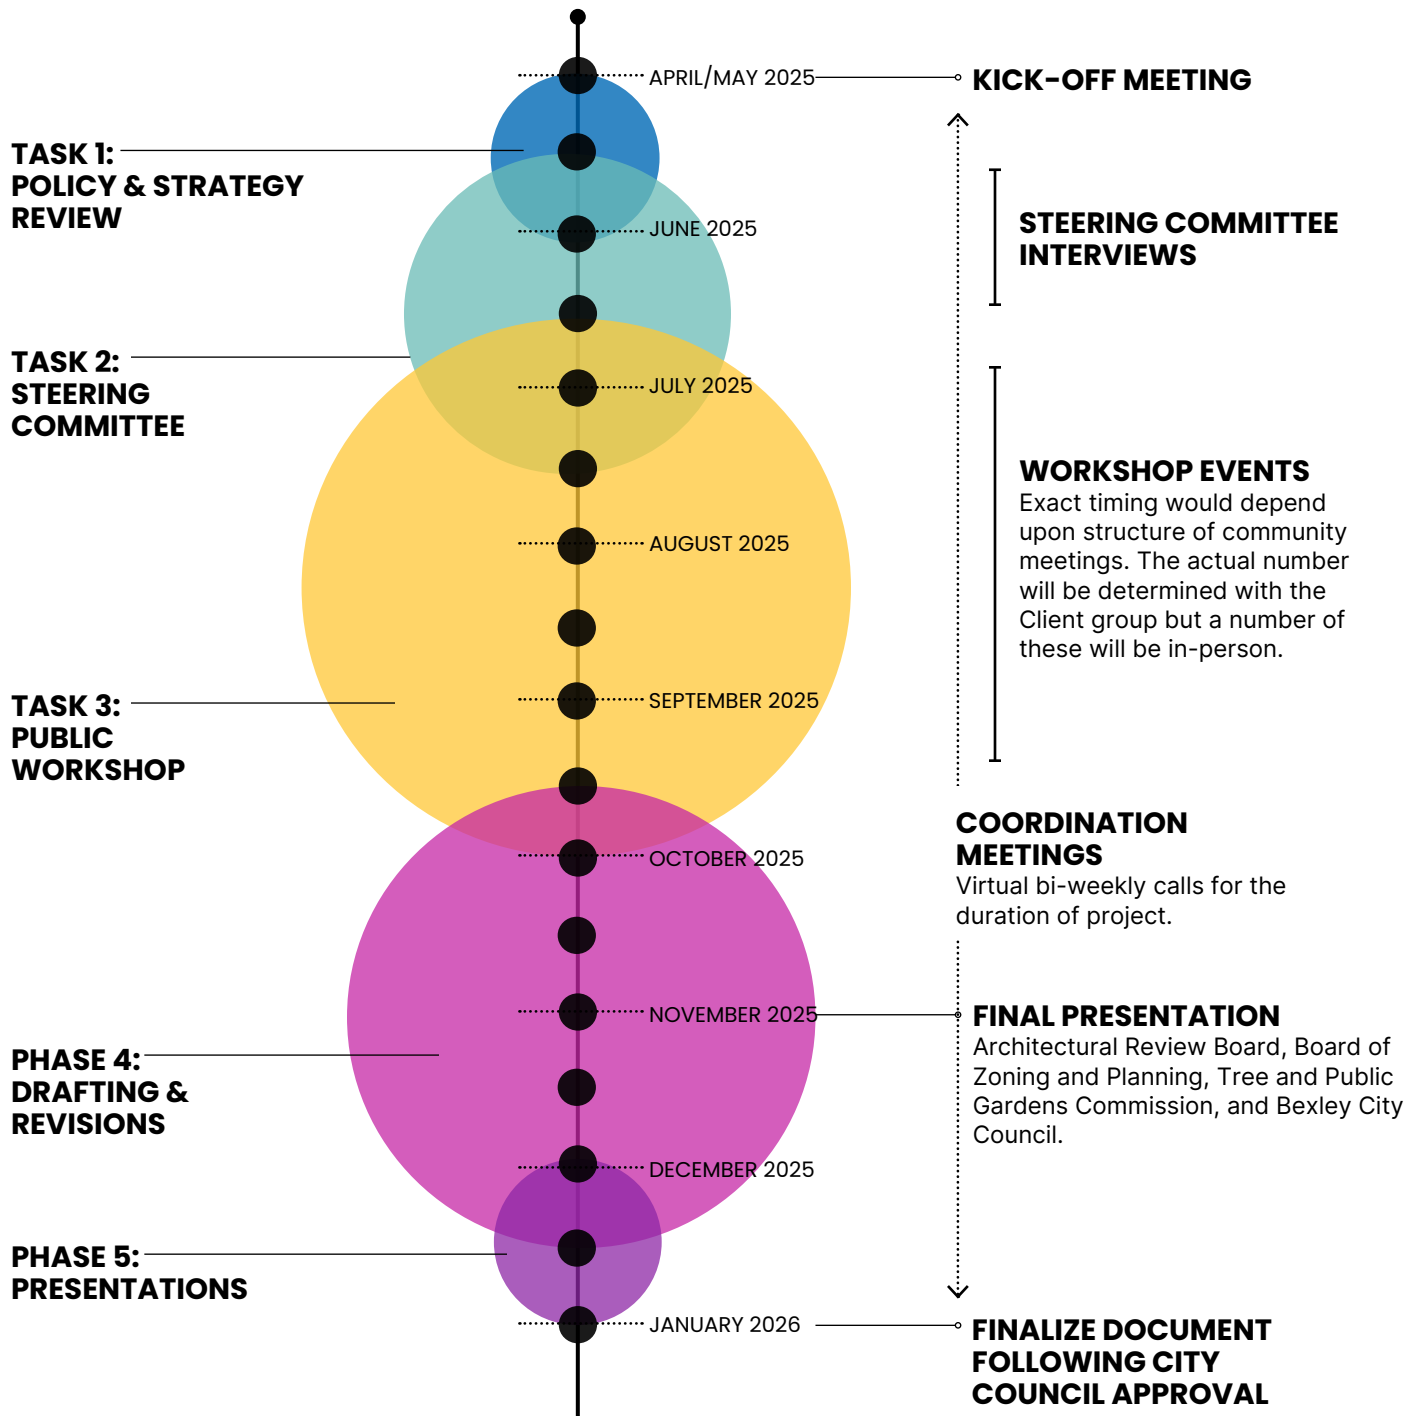 APRIL/MAY 2025
KICK-OFF MEETING
TASK 1:
POLICY & STRATEGY
REVIEW
JUNE 2025
STEERING COMMITTEE
INTERVIEWS
TASK 2:
STEERING
COMMITTEE
JULY 2025
WORKSHOP EVENTS
Exact timing would depend
upon structure of community
meetings. The actual number
will be determined with the
Client group but a number of
these will be in-person.
AUGUST 2025
TASK 3:
PUBLIC
WORKSHOP
SEPTEMBER 2025
COORDINATION
MEETINGS
Virtual bi-weekly calls for the
duration of project.
OCTOBER 2025
NOVEMBER 2025
FINAL PRESENTATION
Architectural Review Board, Board of
Zoning and Planning, Tree and Public
Gardens Commission, and Bexley City
Council.
PHASE 4:
DRAFTING &
REVISIONS
DECEMBER 2025
PHASE 5:
PRESENTATIONS
JANUARY 2026
FINALIZE DOCUMENT
FOLLOWING CITY
COUNCIL APPROVAL